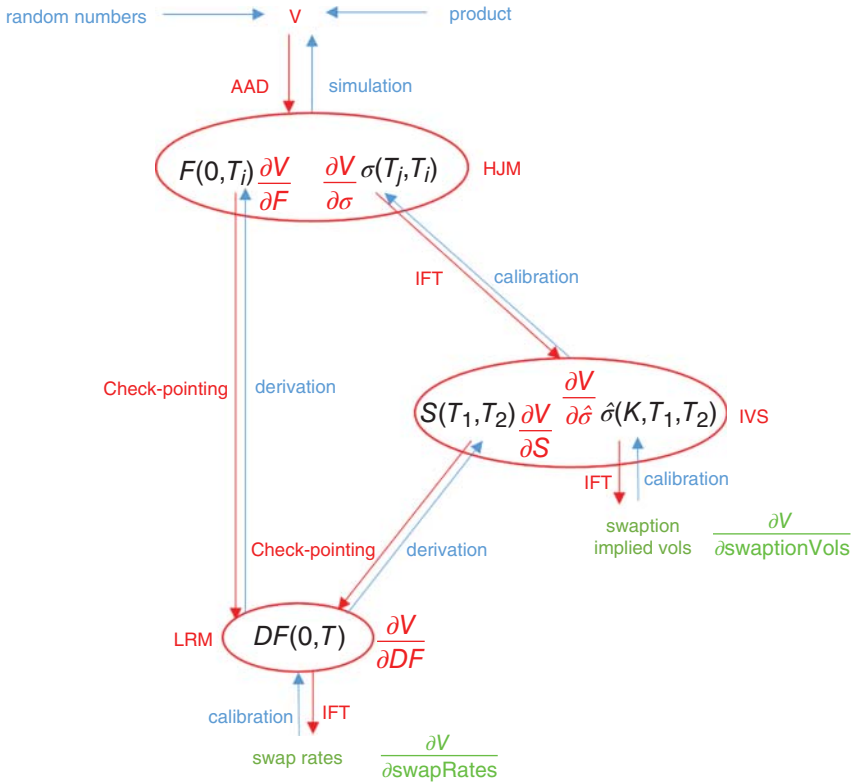 random numbers
V
product
AAD
simulation
F(0,T_i) ∂V/∂F ∂V/∂σ σ(T_j,T_i)
HJM
IFT
calibration
Check-pointing
derivation
S(T_1,T_2) ∂V/∂S ∂V/∂σ̂ σ̂(K,T_1,T_2)
IVS
IFT
calibration
swaption
implied vols
∂V/∂swaptionVols
Check-pointing
derivation
LRM
DF(0,T)
∂V/∂DF
calibration
IFT
swap rates
∂V/∂swapRates